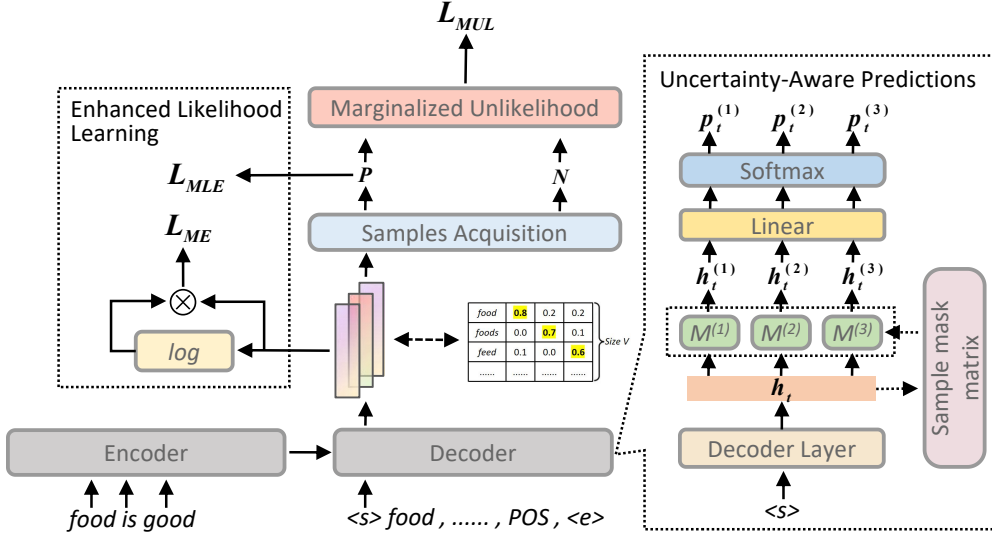 L_MUL
Marginalized Unlikelihood
Enhanced Likelihood
Learning
L_MLE
P
N
Samples Acquisition
L_ME
log
food 0.8 0.2 0.2
foods 0.0 0.7 0.1
feed 0.1 0.0 0.6
...... ...... ...... ......
Size V
Encoder
Decoder
food is good
<s> food , ...... , POS , <e>
Uncertainty-Aware Predictions
p_t^(1) p_t^(2) p_t^(3)
Softmax
Linear
h_t^(1) h_t^(2) h_t^(3)
M^(1) M^(2) M^(3)
h_t
Decoder Layer
<s>
Sample mask
matrix